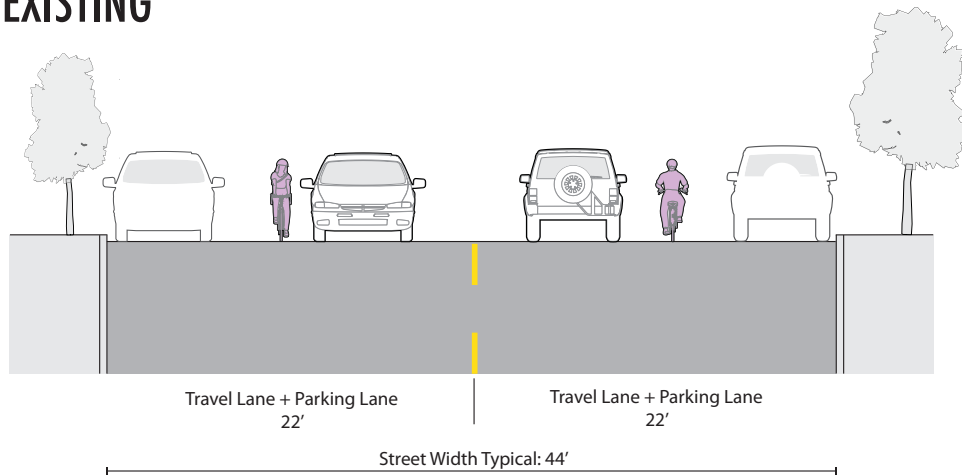 EXISTING
Travel Lane + Parking Lane
22’
Travel Lane + Parking Lane
22’
Street Width Typical: 44’